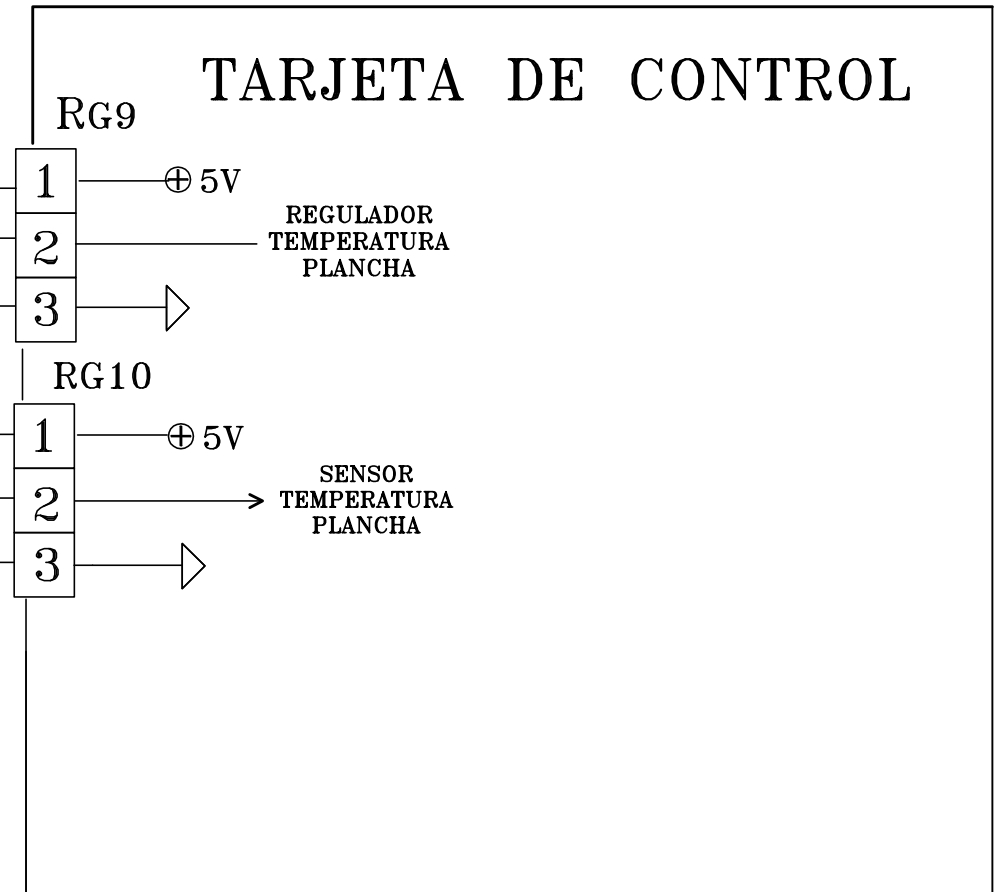 TARJETA DE CONTROL
RG9
1
5V
2
REGULADOR
TEMPERATURA
PLANCHA
3
RG10
1
5V
2
SENSOR
TEMPERATURA
PLANCHA
3